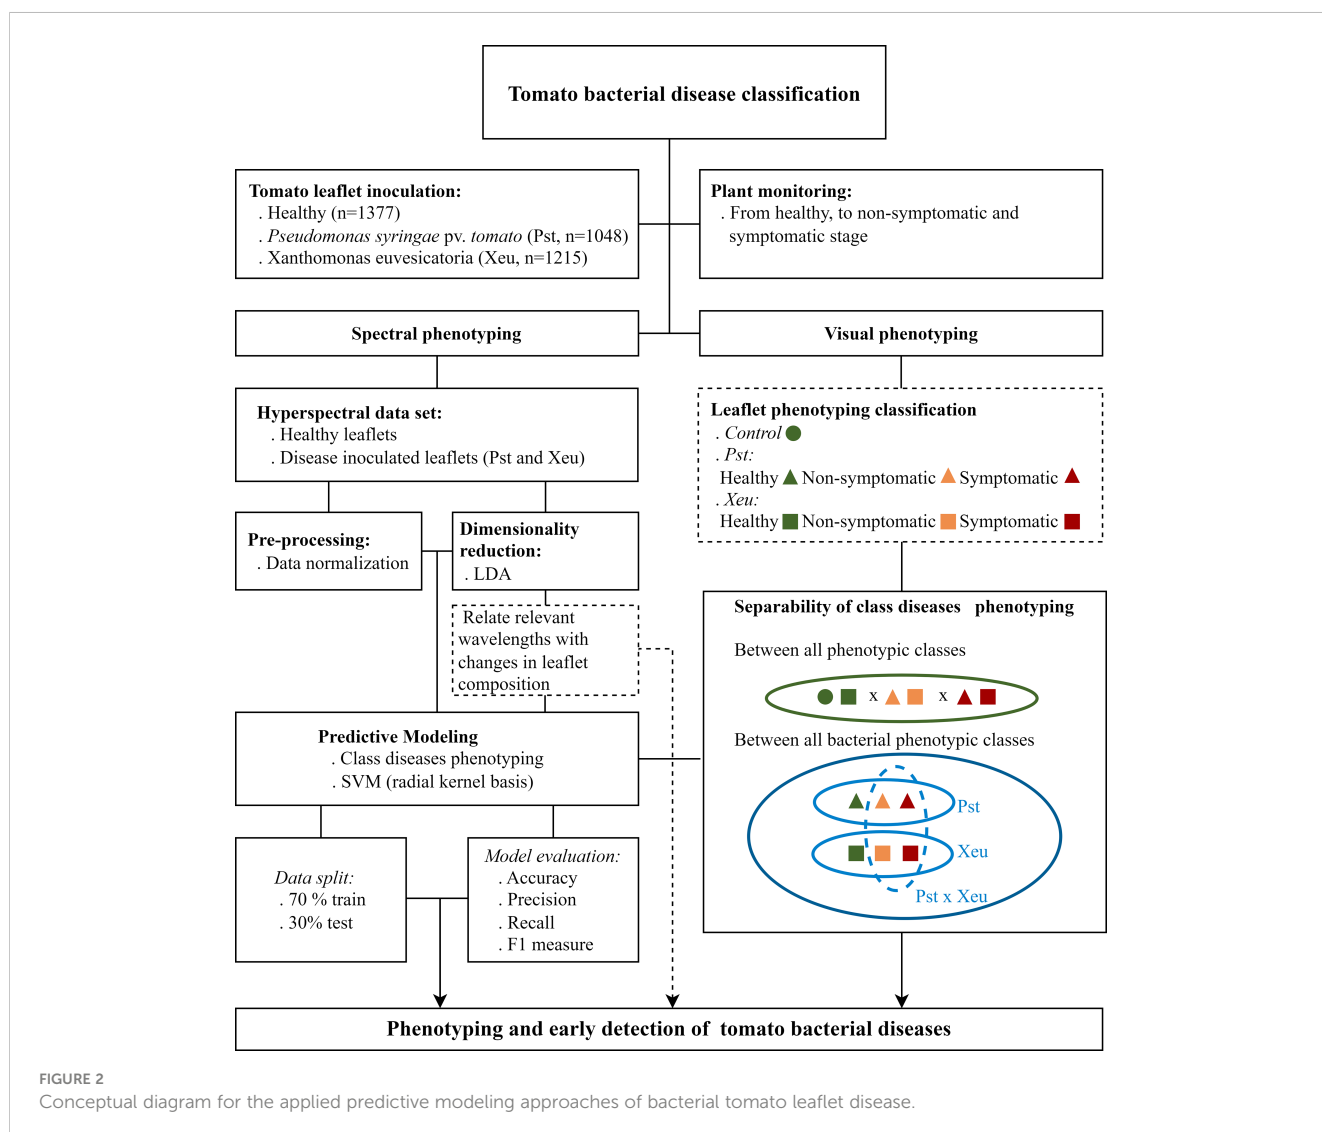 Tomato bacterial disease classification
Tomato leaflet inoculation:
. Healthy (n=1377)
. Pseudomonas syringae pv. tomato (Pst, n=1048)
. Xanthomonas euvesicatoria (Xeu, n=1215)
Plant monitoring:
. From healthy, to non-symptomatic and
symptomatic stage
Spectral phenotyping
Visual phenotyping
Hyperspectral data set:
. Healthy leaflets
. Disease inoculated leaflets (Pst and Xeu)
Leaflet phenotyping classification
. Control
. Pst:
Healthy Non-symptomatic Symptomatic
. Xeu:
Healthy Non-symptomatic Symptomatic
Pre-processing:
. Data normalization
Dimensionality
reduction:
. LDA
Relate relevant
wavelengths with
changes in leaflet
composition
Separability of class diseases phenotyping
Between all phenotypic classes
x x
Between all bacterial phenotypic classes
Pst
Xeu
Pst x Xeu
Predictive Modeling
. Class diseases phenotyping
. SVM (radial kernel basis)
Data split:
. 70 % train
. 30% test
Model evaluation:
. Accuracy
. Precision
. Recall
. F1 measure
Phenotyping and early detection of tomato bacterial diseases
FIGURE 2
Conceptual diagram for the applied predictive modeling approaches of bacterial tomato leaflet disease.